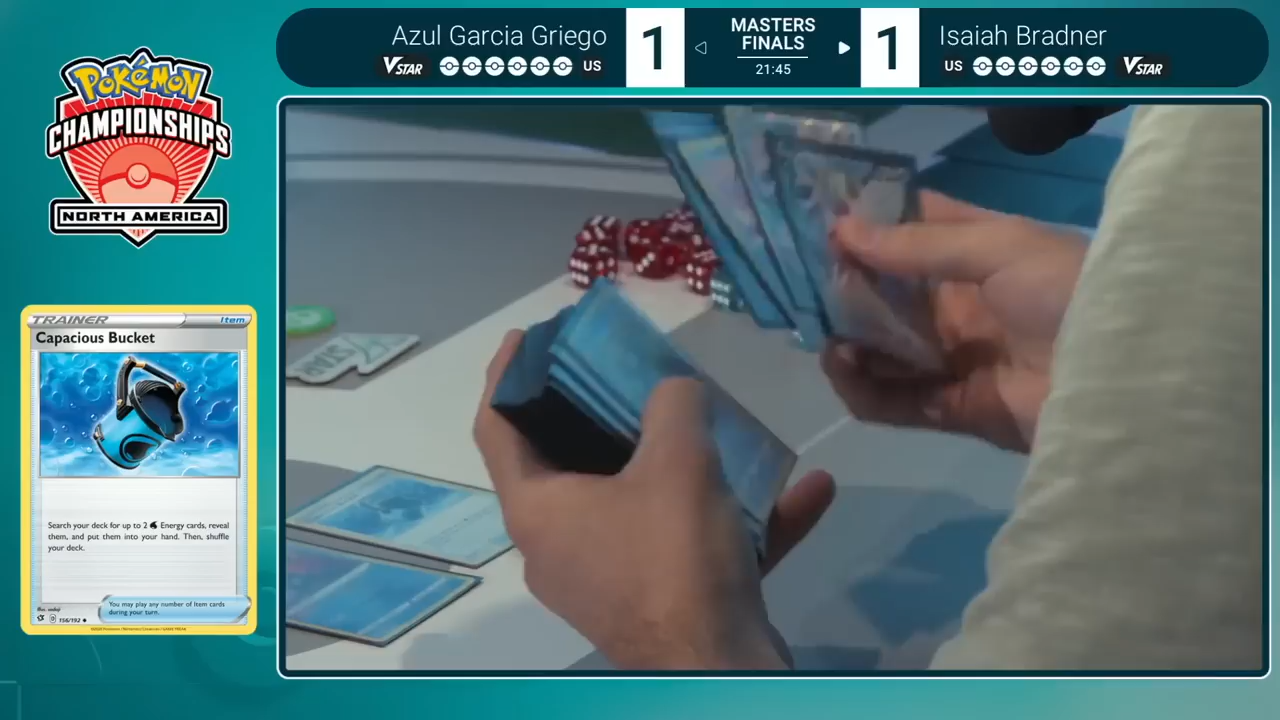 Azul Garcia Griego
VSTAR
US
1
MASTERS
FINALS
21:45
1
Isaiah Bradner
US
VSTAR
Pokémon
CHAMPIONSHIPS
NORTH AMERICA
TRAINER
Item
Capacious Bucket
Search your deck for up to 2 Energy cards, reveal
them, and put them into your hand. Then, shuffle
your deck.
You may play any number of Item cards
during your turn.
156/192
STAR